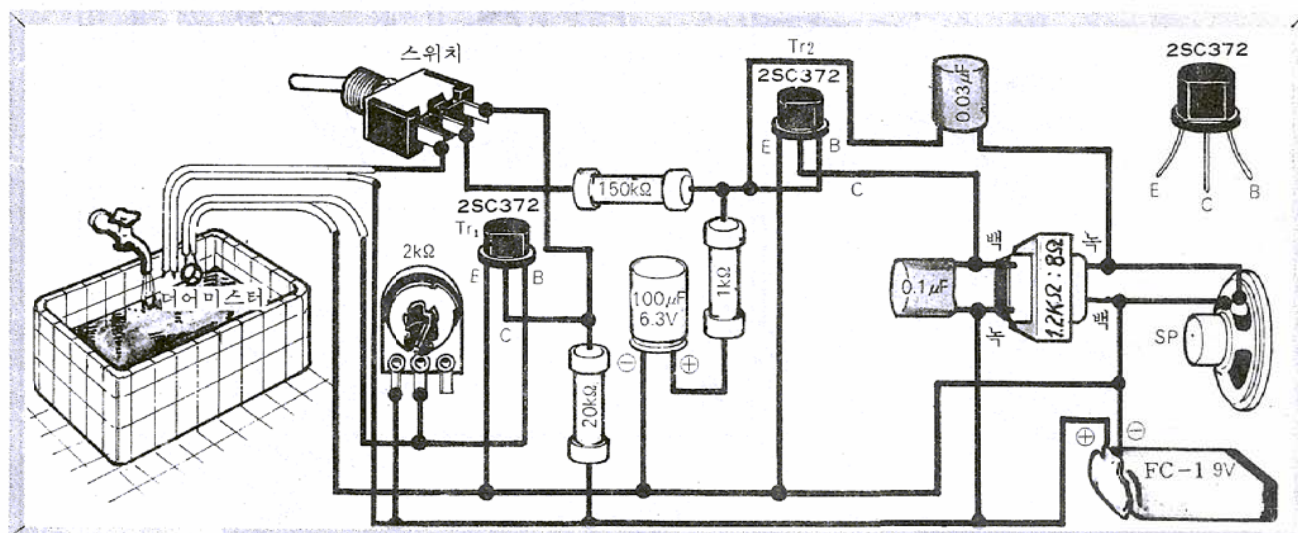 스위치
Tr2
2SC372
0.03μF
2SC372
E
B
C
E
C
B
150kΩ
2SC372
Tr1
E
B
C
2kΩ
더어미스터
100μF
6.3V
⊖
⊕
1kΩ
20kΩ
0.1μF
백
녹
1.2KΩ:8Ω
녹
백
SP
⊕
⊖
FC-1 9V